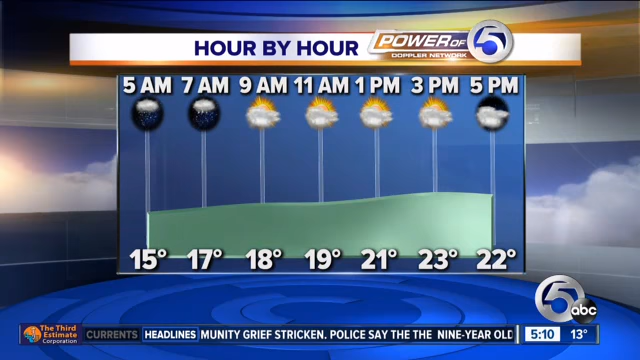 HOUR BY HOUR
POWER OF 5
DOPPLER NETWORK
5 AM 7 AM 9 AM 11 AM 1 PM 3 PM 5 PM
15° 17° 18° 19° 21° 23° 22°
5 abc
The Third
Estimate
Corporation
CURRENTS HEADLINES MUNITY GRIEF STRICKEN. POLICE SAY THE THE NINE-YEAR OLD 5:10 13°